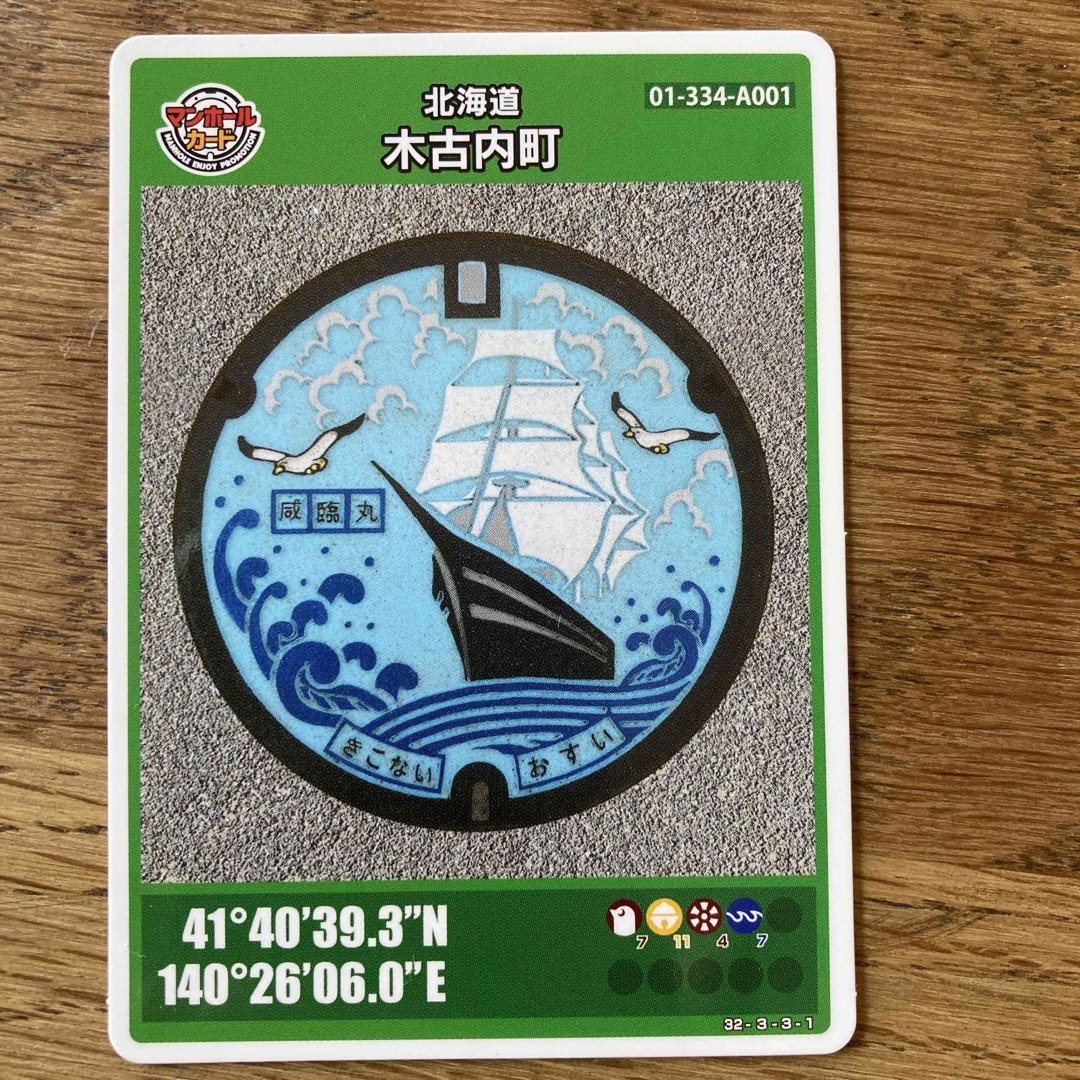 マンホール
カード
MANHOLE ENJOY PROMOTION
北海道
木古内町
01-334-A001
咸臨丸
きこない
おすい
41°40’39.3”N
140°26’06.0”E
7 11 4 7
32-3-3-1